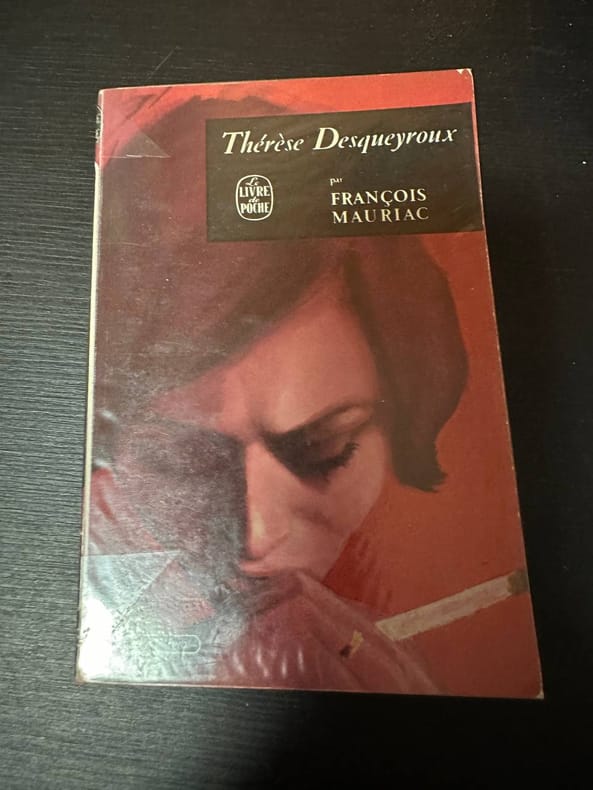 Thérèse Desqueyroux
Le
LIVRE
de
POCHE
par
FRANÇOIS
MAURIAC